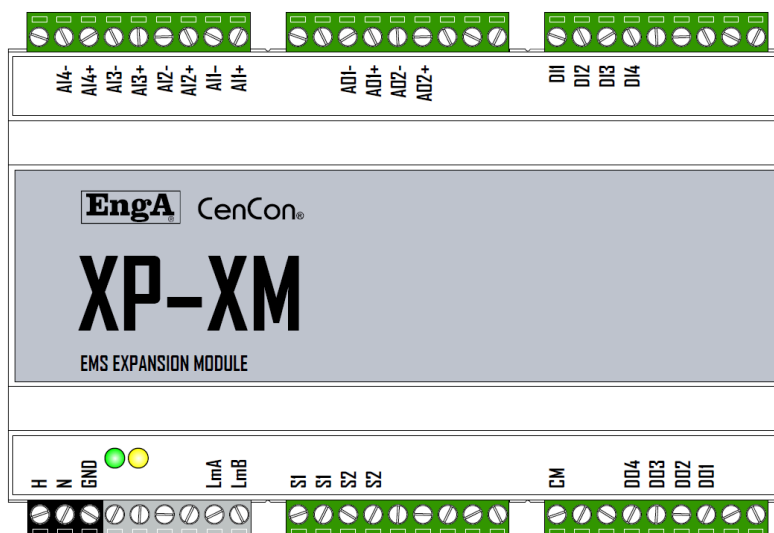 AI4- AI4+ AI3- AI3+ AI2- AI2+ AI1- AI1+
AO1- AO1+ AO2- AO2+
DI1 DI2 DI3 DI4
EngA® CenCon®
XP-XM
EMS EXPANSION MODULE
H N GND
LmA LmB
S1 S1 S2 S2
CM
DO4 DO3 DO2 DO1